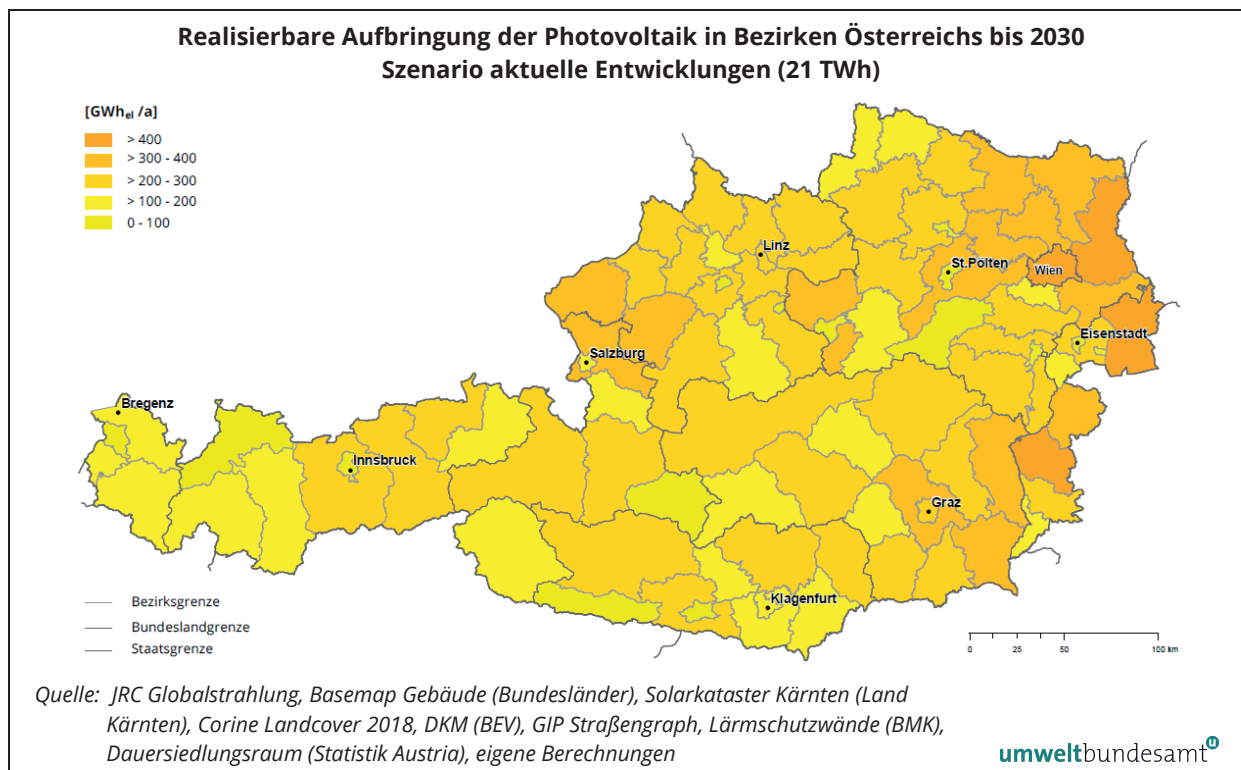 Realisierbare Aufbringung der Photovoltaik in Bezirken Österreichs bis 2030
Szenario aktuelle Entwicklungen (21 TWh)
[GWhel /a]
> 400
> 300 - 400
> 200 - 300
> 100 - 200
0 - 100
Linz
St.Pölten
Wien
Eisenstadt
Salzburg
Bregenz
Innsbruck
Graz
Klagenfurt
Bezirksgrenze
Bundeslandgrenze
Staatsgrenze
0 25 50 100 km
Quelle: JRC Globalstrahlung, Basemap Gebäude (Bundesländer), Solarkataster Kärnten (Land
Kärnten), Corine Landcover 2018, DKM (BEV), GIP Straßengraph, Lärmschutzwände (BMK),
Dauersiedlungsraum (Statistik Austria), eigene Berechnungen
umweltbundesamt u